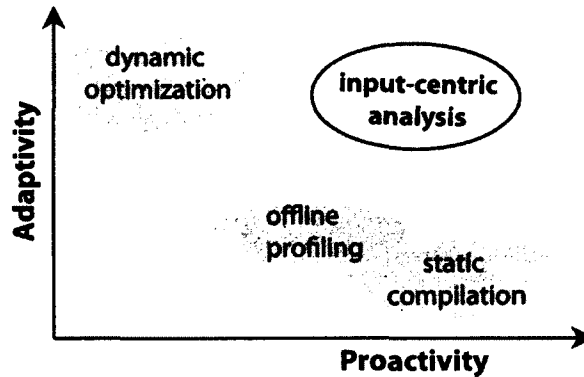 dynamic
optimization
input-centric
analysis
Adaptivity
offline
profiling
static
compilation
Proactivity